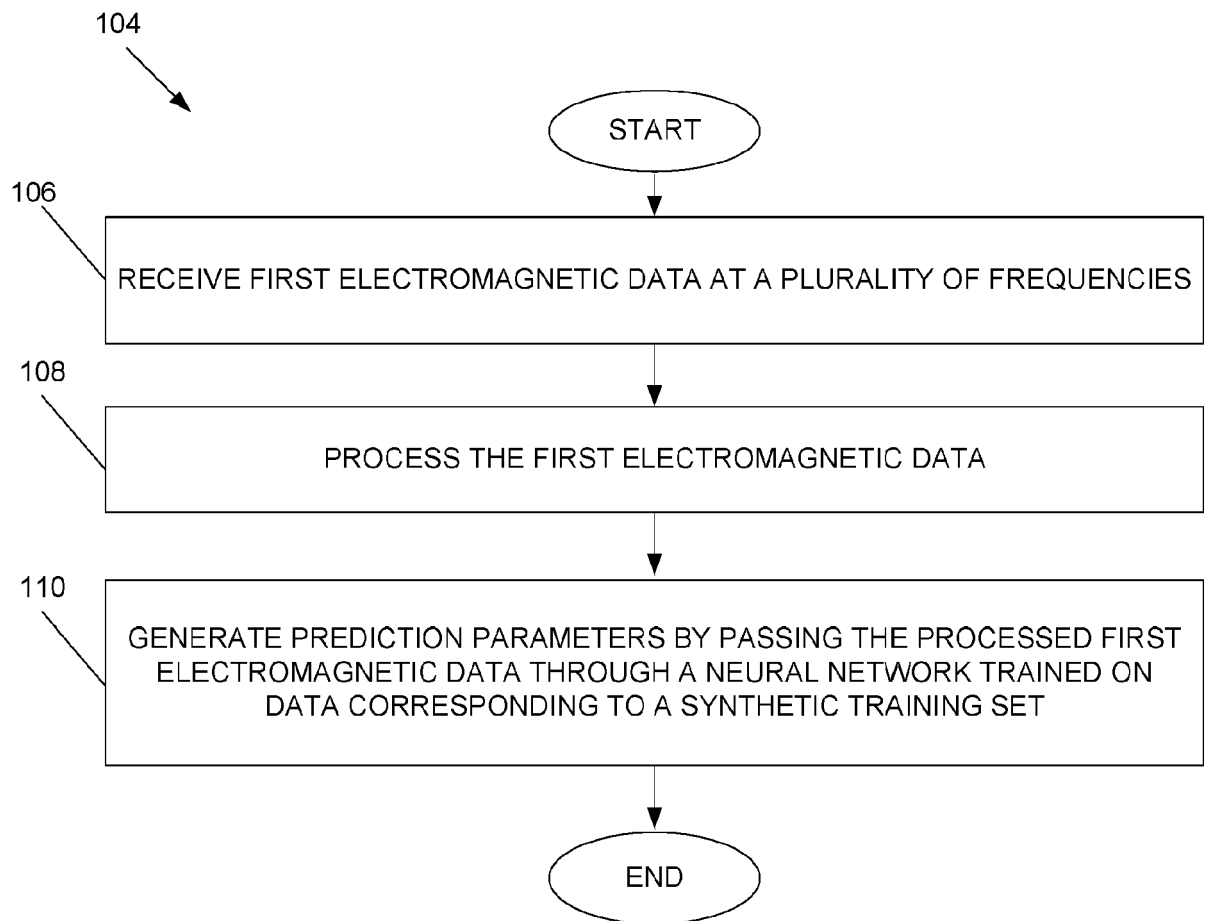 104
START
106
RECEIVE FIRST ELECTROMAGNETIC DATA AT A PLURALITY OF FREQUENCIES
108
PROCESS THE FIRST ELECTROMAGNETIC DATA
110
GENERATE PREDICTION PARAMETERS BY PASSING THE PROCESSED FIRST
ELECTROMAGNETIC DATA THROUGH A NEURAL NETWORK TRAINED ON
DATA CORRESPONDING TO A SYNTHETIC TRAINING SET
END